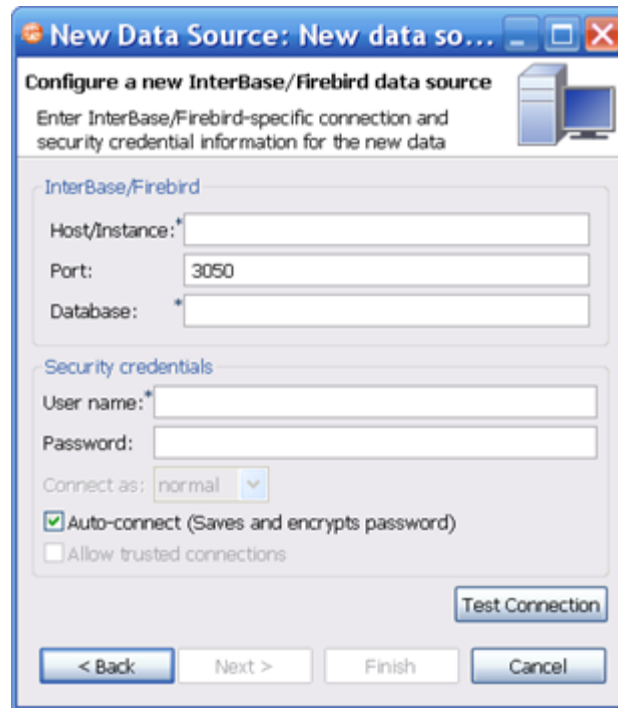 New Data Source: New data so...
Configure a new InterBase/Firebird data source
Enter InterBase/Firebird-specific connection and
security credential information for the new data
InterBase/Firebird
Host/Instance:*
Port: 3050
Database: *
Security credentials
User name:*
Password:
Connect as: normal
Auto-connect (Saves and encrypts password)
Allow trusted connections
Test Connection
< Back Next > Finish Cancel